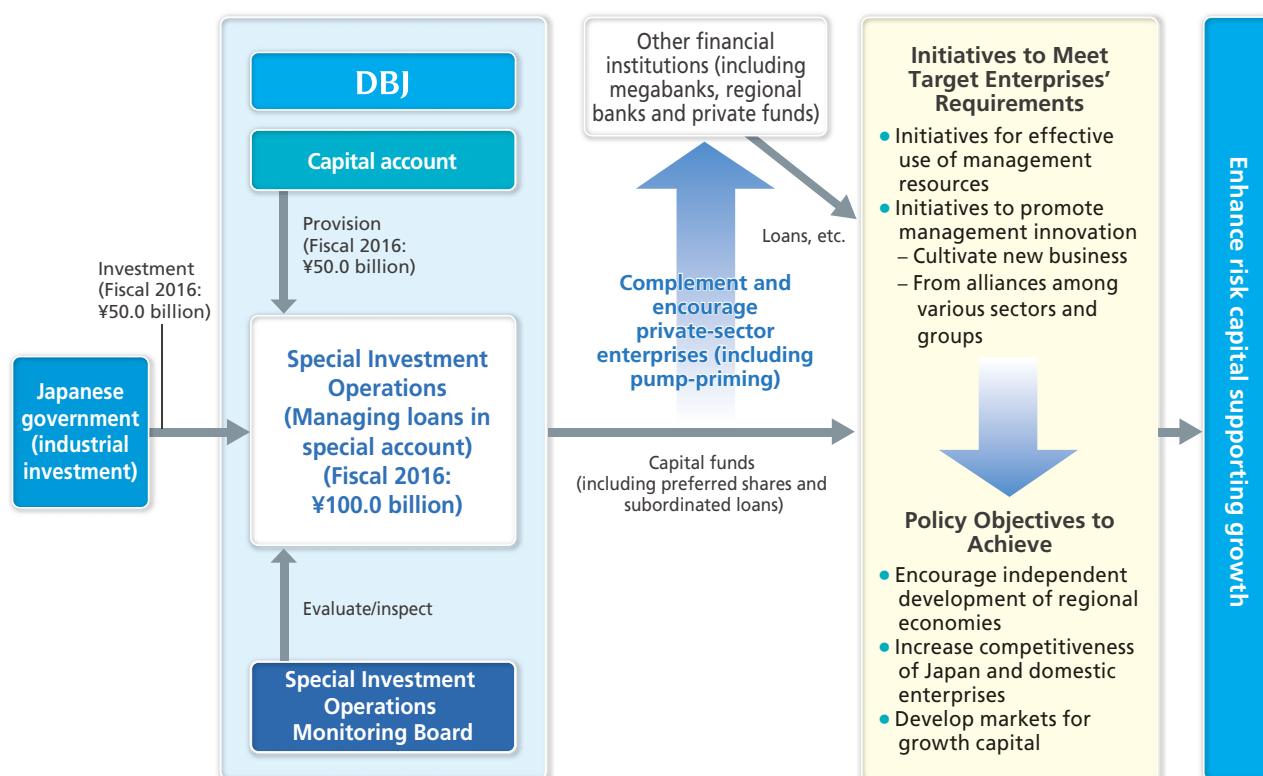 Japanese
government
(industrial
investment)
Investment
(Fiscal 2016:
¥50.0 billion)
DBJ
Capital account
Provision
(Fiscal 2016:
¥50.0 billion)
Special Investment
Operations
(Managing loans in
special account)
(Fiscal 2016:
¥100.0 billion)
Evaluate/inspect
Special Investment
Operations
Monitoring Board
Other financial
institutions (including
megabanks, regional
banks and private funds)
Loans, etc.
Complement and
encourage
private-sector
enterprises (including
pump-priming)
Capital funds
(including preferred shares and
subordinated loans)
Initiatives to Meet
Target Enterprises’
Requirements
● Initiatives for effective
use of management
resources
● Initiatives to promote
management innovation
– Cultivate new business
– From alliances among
various sectors and
groups
Policy Objectives to
Achieve
● Encourage independent
development of regional
economies
● Increase competitiveness
of Japan and domestic
enterprises
● Develop markets for
growth capital
Enhance risk capital supporting growth